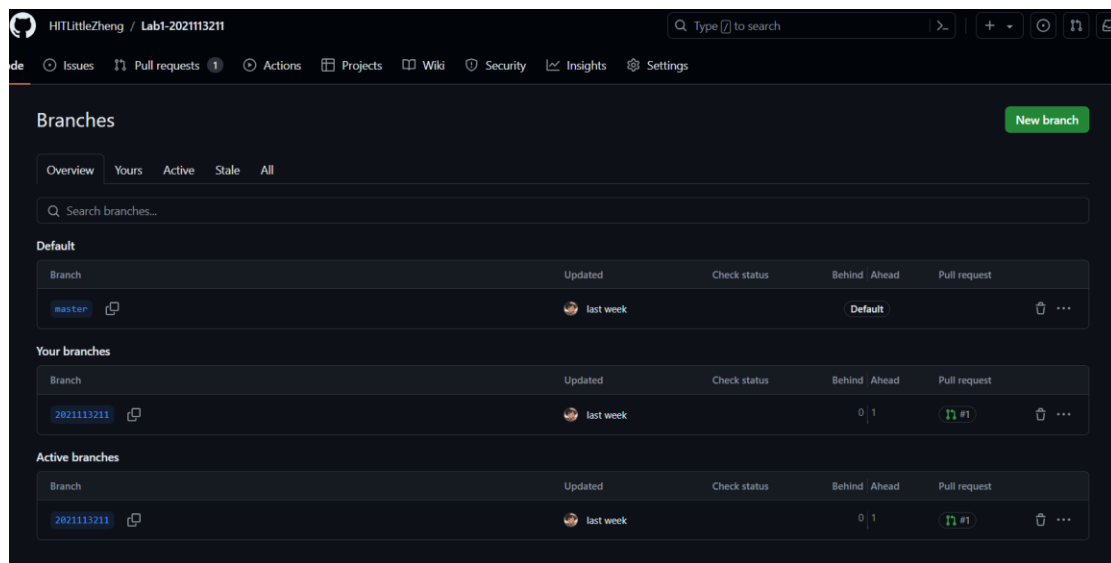 HITLittleZheng / Lab1-2021113211 Type / to search
de Issues Pull requests 1 Actions Projects Wiki Security Insights Settings
Branches New branch
Overview Yours Active Stale All
Search branches...
Default
Branch Updated Check status Behind Ahead Pull request
master last week Default
Your branches
Branch Updated Check status Behind Ahead Pull request
2021113211 last week 0 1 #1
Active branches
Branch Updated Check status Behind Ahead Pull request
2021113211 last week 0 1 #1